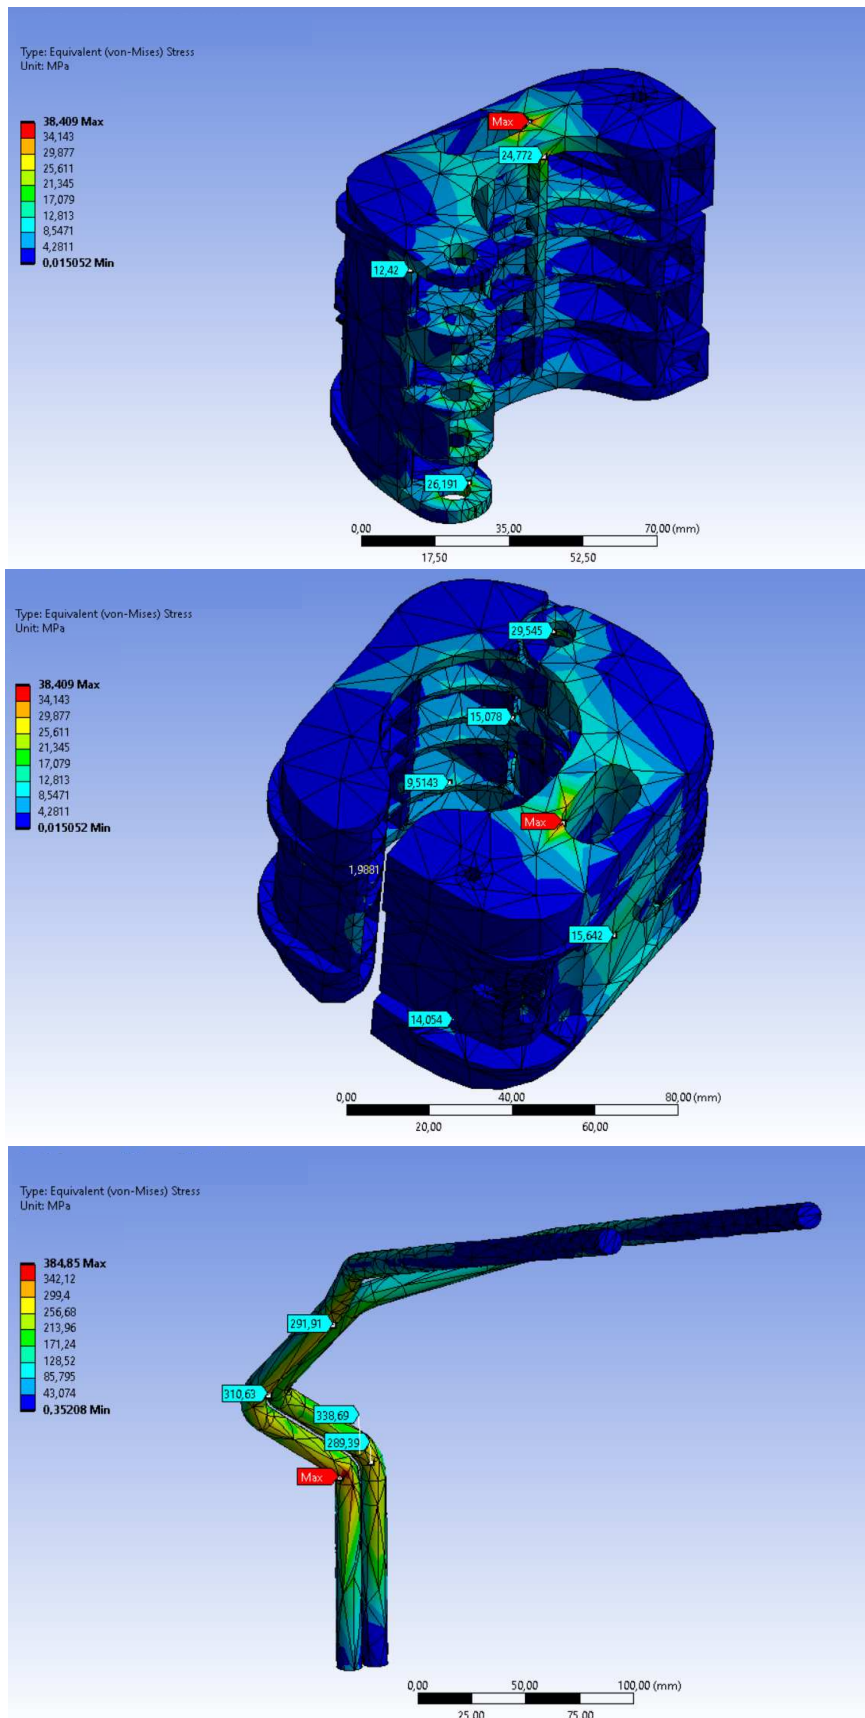 Type: Equivalent (von-Mises) Stress
Unit: MPa
38,409 Max
34,143
29,877
25,611
21,345
17,079
12,813
8,5471
4,2811
0,015052 Min
Max
24,772
12,42
26,191
0,00
35,00
70,00 (mm)
17,50
52,50
Type: Equivalent (von-Mises) Stress
Unit: MPa
38,409 Max
34,143
29,877
25,611
21,345
17,079
12,813
8,5471
4,2811
0,015052 Min
29,545
15,078
9,5143
Max
1,9881
15,642
14,054
0,00
40,00
80,00 (mm)
20,00
60,00
Type: Equivalent (von-Mises) Stress
Unit: MPa
384,85 Max
342,12
299,4
256,68
213,96
171,24
128,52
85,795
43,074
0,35208 Min
291,91
310,63
338,69
289,39
Max
0,00
50,00
100,00 (mm)
25,00
75,00